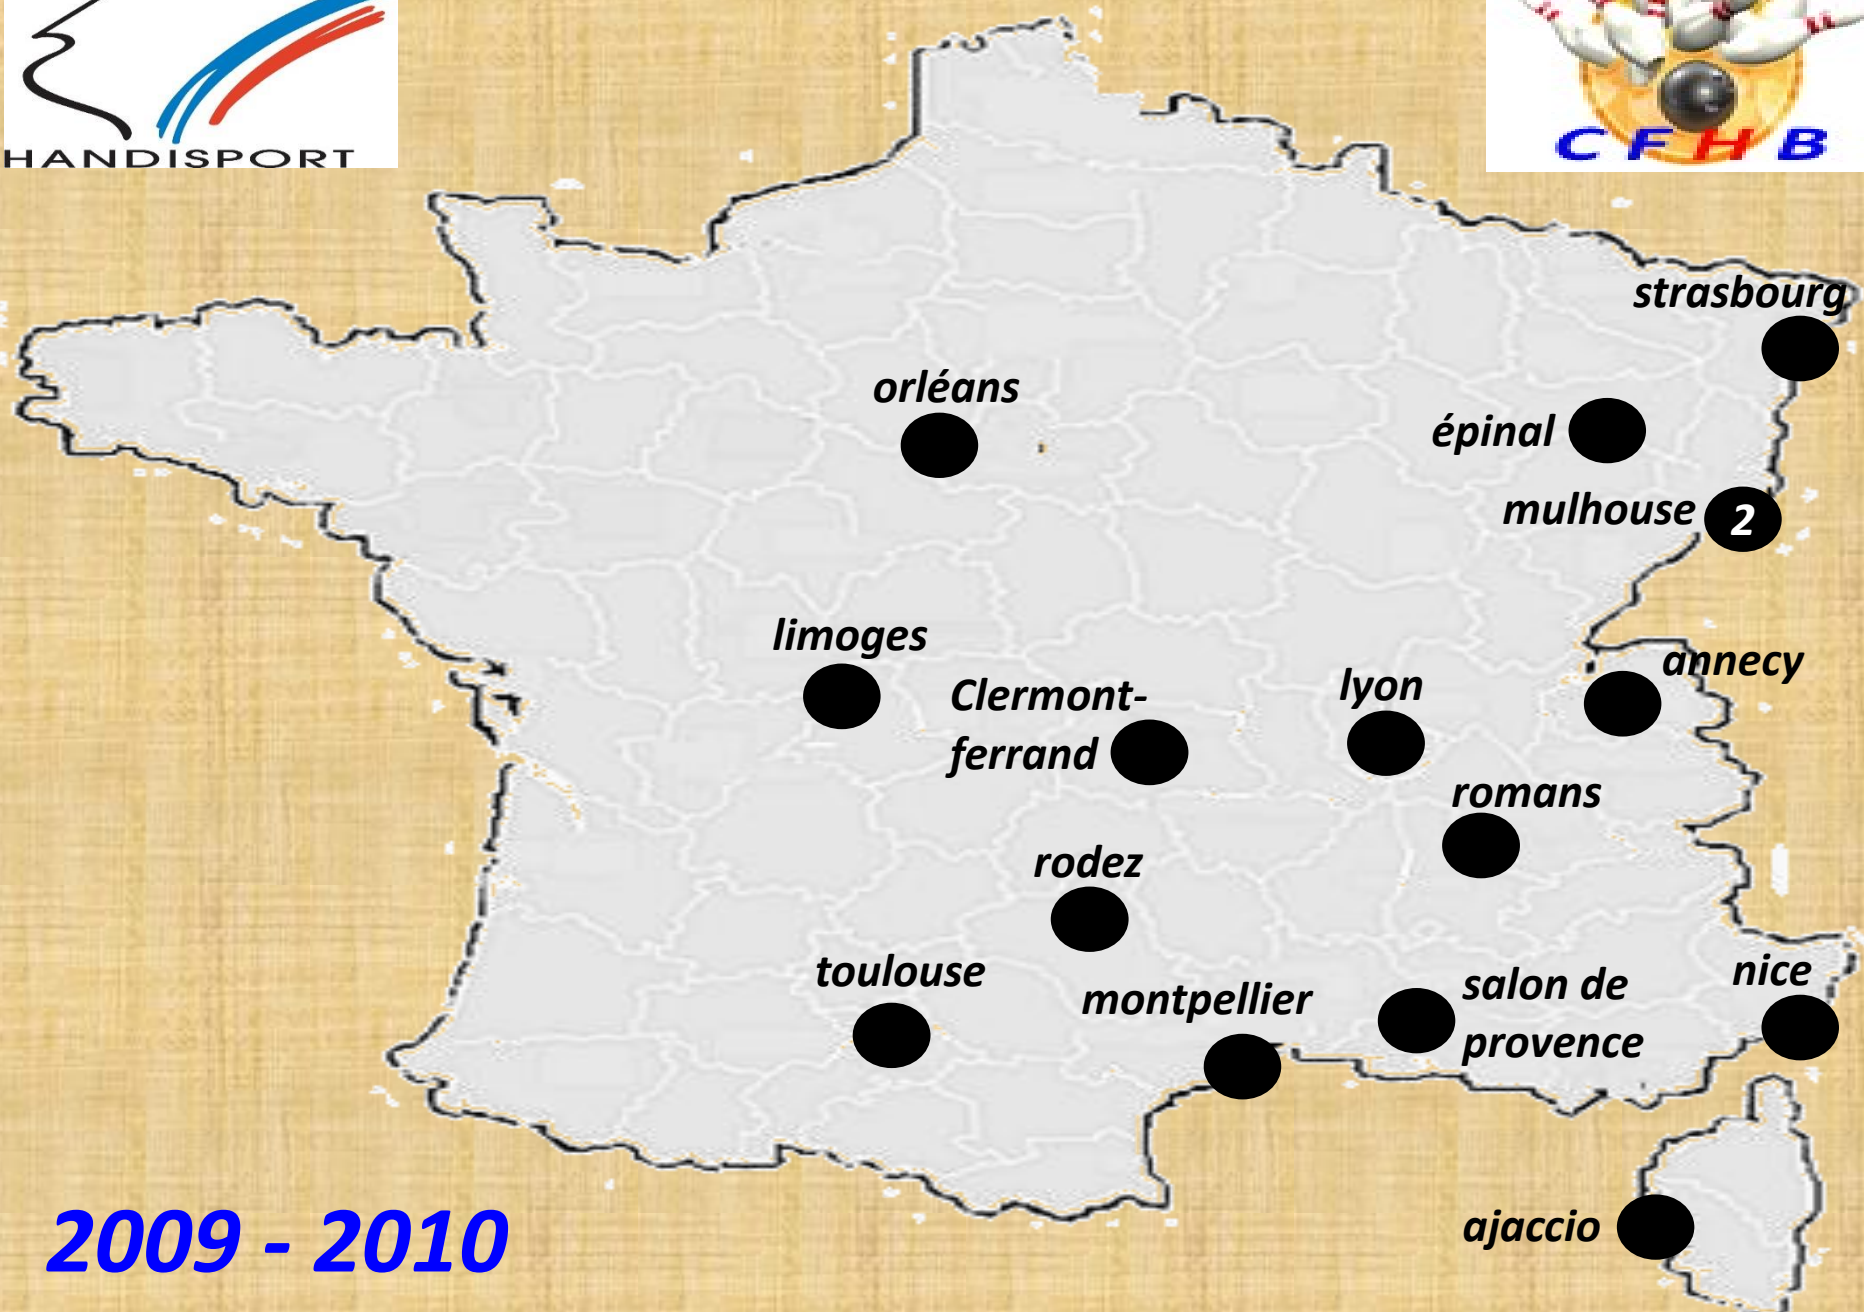 HANDISPORT
C F H B
strasbourg
orléans
épinal
mulhouse 2
limoges
annecy
Clermont-
ferrand
lyon
romans
rodez
toulouse
montpellier
salon de
provence
nice
ajaccio
2009 - 2010